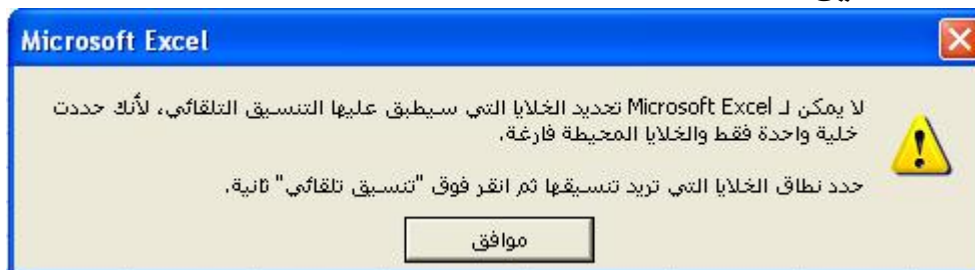 Microsoft Excel
لا يمكن لـ Microsoft Excel تحديد الخلايا التي سيطبق عليها التنسيق التلقائي، لأنك حددت
خلية واحدة فقط والخلايا المحيطة فارغة.
حدد نطاق الخلايا التي تريد تنسيقها ثم انقر فوق "تنسيق تلقائي" ثانية.
موافق